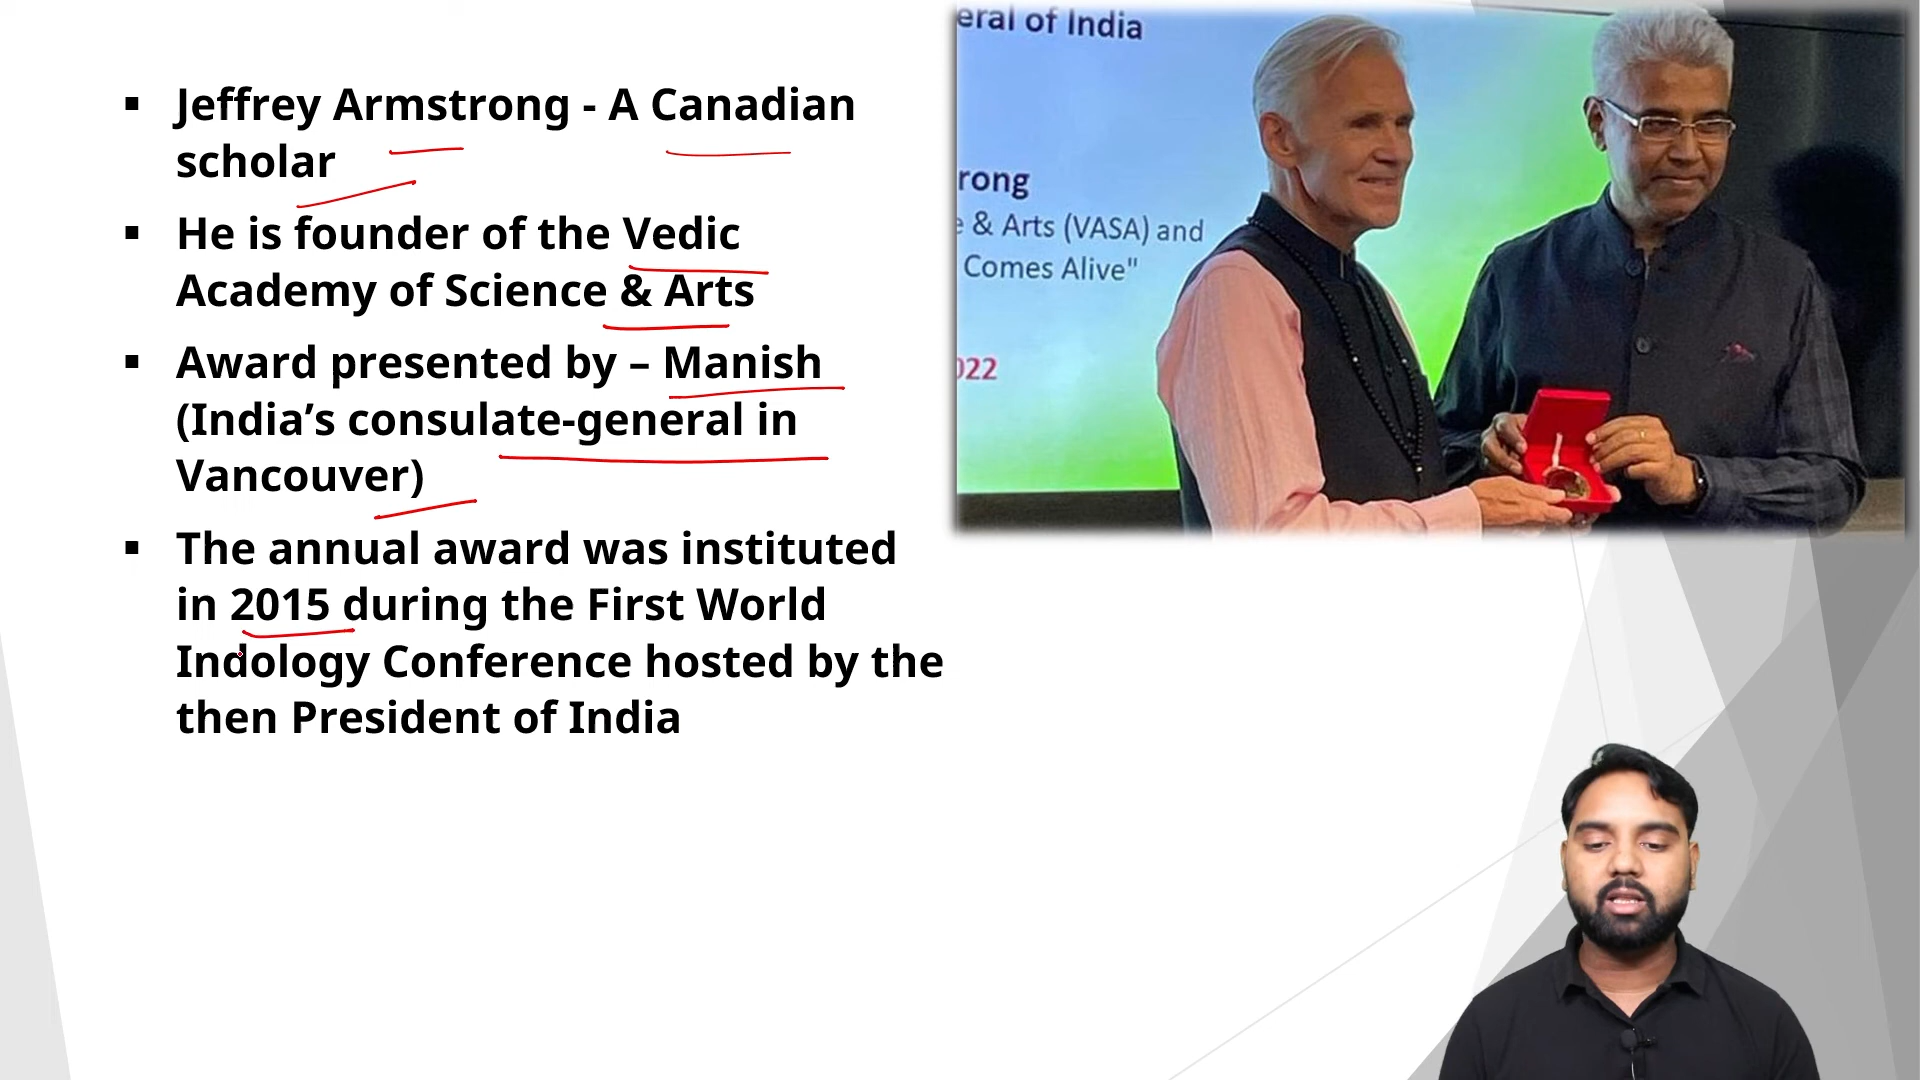 Jeffrey Armstrong - A Canadian
scholar
He is founder of the Vedic
Academy of Science & Arts
Award presented by – Manish
(India’s consulate-general in
Vancouver)
The annual award was instituted
in 2015 during the First World
Indology Conference hosted by the
then President of India
eral of India
rong
e & Arts (VASA) and
Comes Alive"
022